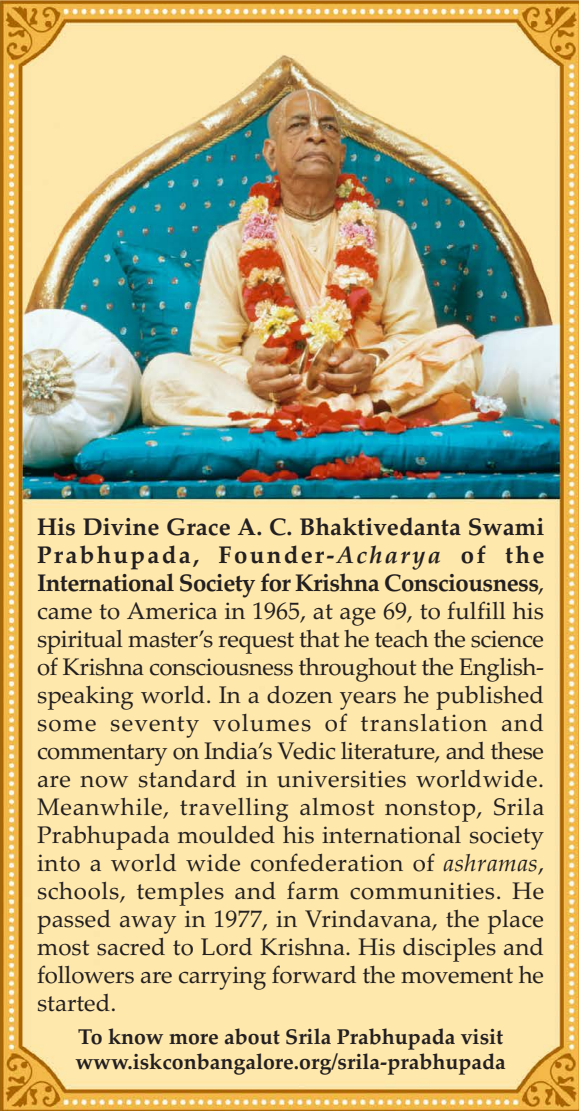 His Divine Grace A. C. Bhaktivedanta Swami
Prabhupada, Founder-Acharya of the
International Society for Krishna Consciousness,
came to America in 1965, at age 69, to fulfill his
spiritual master's request that he teach the science
of Krishna consciousness throughout the English-
speaking world. In a dozen years he published
some seventy volumes of translation and
commentary on India's Vedic literature, and these
are now standard in universities worldwide.
Meanwhile, travelling almost nonstop, Srila
Prabhupada moulded his international society
into a world wide confederation of ashramas,
schools, temples and farm communities. He
passed away in 1977, in Vrindavana, the place
most sacred to Lord Krishna. His disciples and
followers are carrying forward the movement he
started.
To know more about Srila Prabhupada visit
www.iskconbangalore.org/srila-prabhupada